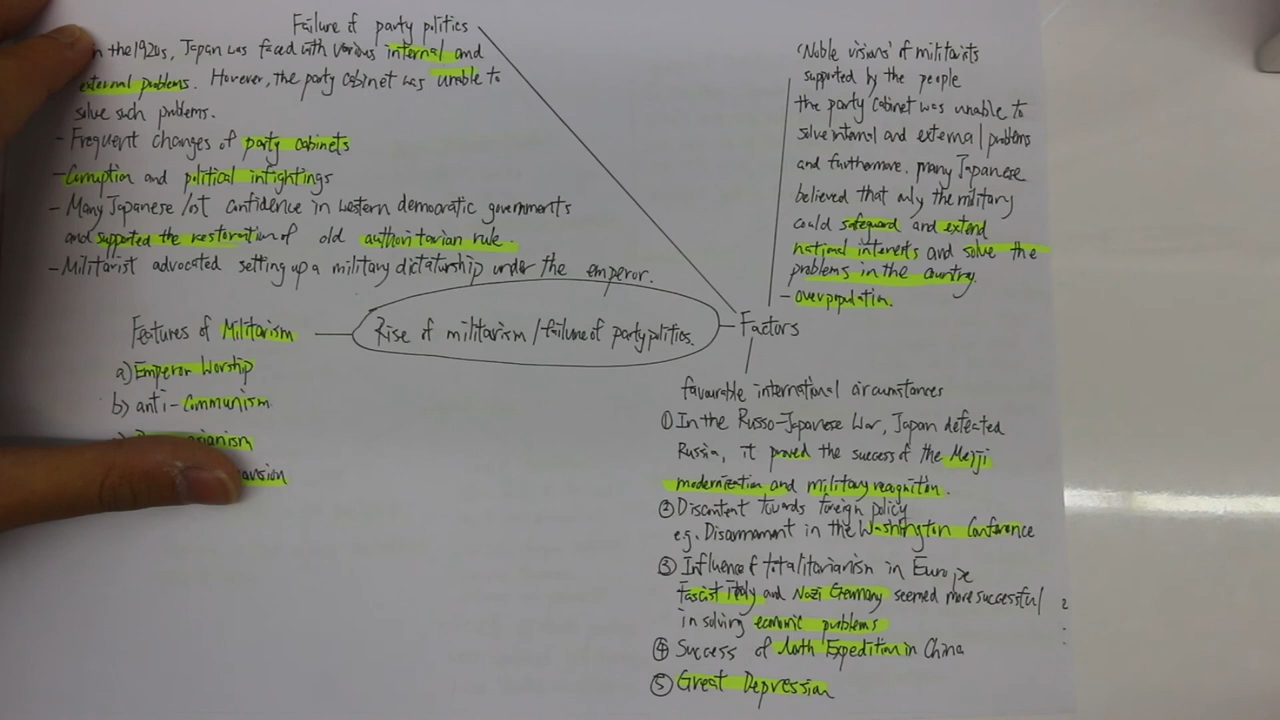 Failure of party politics
in the 1920s, Japan was faced with various internal and
external problems. However, the party cabinet was unable to
solve such problems.
- Frequent changes of party cabinets
- Corruption and political infightings
- Many Japanese lost confidence in western democratic governments
and supported the restoration of old authoritarian rule.
- Militarist advocated setting up a military dictaturship under the emperor.
Rise of militarism / failure of party politics.
Features of Militarism
a) Emperor Worship
b) anti-Communism
Factors
'Noble visions' of militarists
supported by the people
the party cabinet was unable to
solve internal and external problems
and furthermore, many Japanese
believed that only the military
could safeguard and extend
national interests and solve the
problems in the country.
- overpopulation.
favourable international circumstances
① In the Russo-Japanese War, Japan defeated
Russia, it proved the success of the Meiji
modernization and military recognition.
② Discontent towards foreign policy
e.g. Disarmament in the Washington Conference
③ Influence of totalitarianism in Europe
Fascist Italy and Nazi Germany seemed more successful
in solving economic problems
④ Success of North Expedition in China
⑤ Great Depression